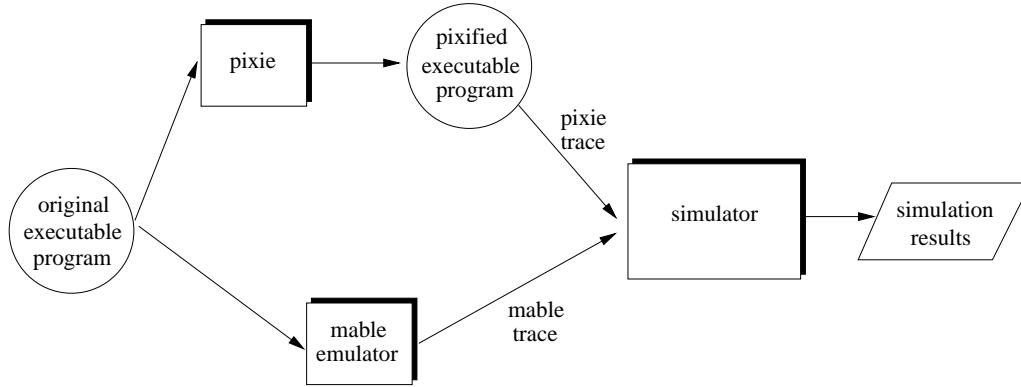 pixie
pixified
executable
program
pixie
trace
original
executable
program
simulator
simulation
results
mable
emulator
mable
trace